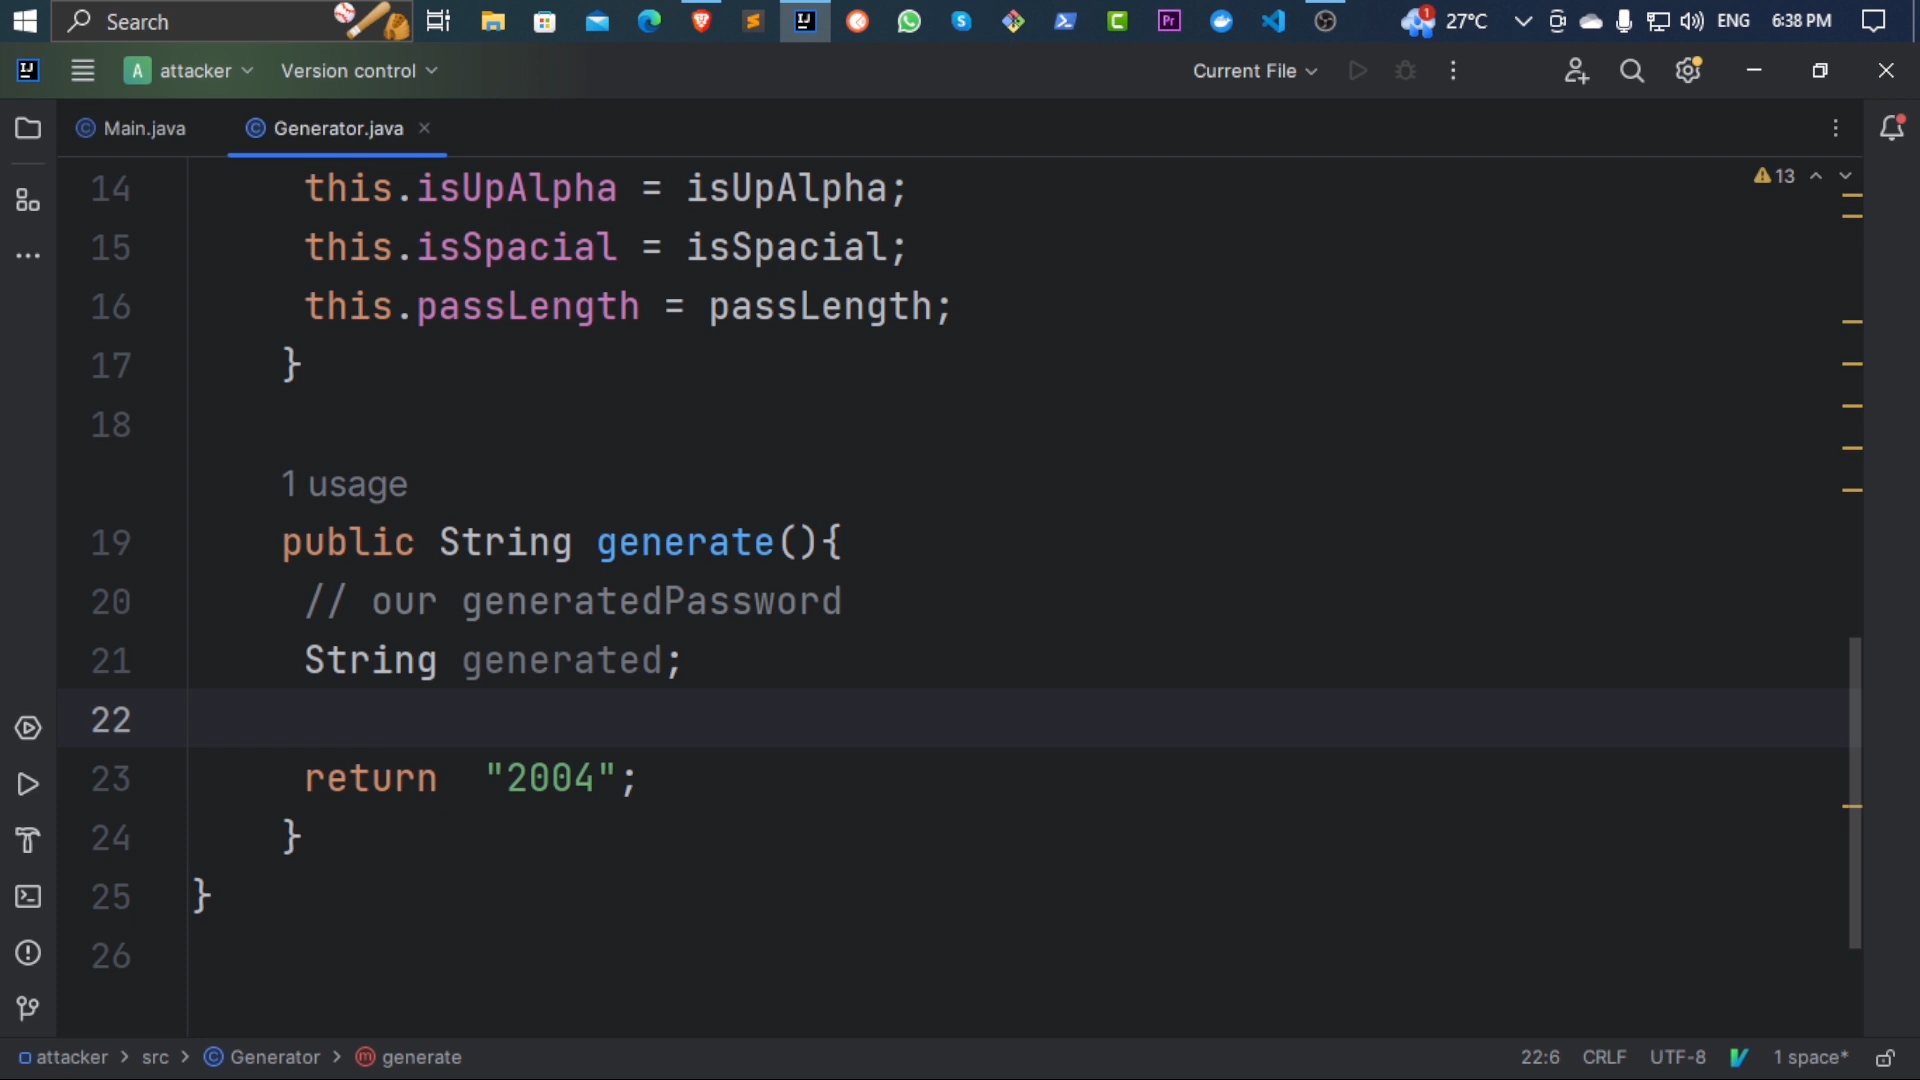 Search
1
27°C
ENG
6:38 PM
IJ
A
attacker
Version control
Current File
Main.java
Generator.java
13
14 this.isUpAlpha = isUpAlpha;
15 this.isSpacial = isSpacial;
16 this.passLength = passLength;
17 }
18
1 usage
19 public String generate(){
20 // our generatedPassword
21 String generated;
22
23 return "2004";
24 }
25 }
26
attacker > src > Generator > generate
22:6 CRLF UTF-8 1 space*